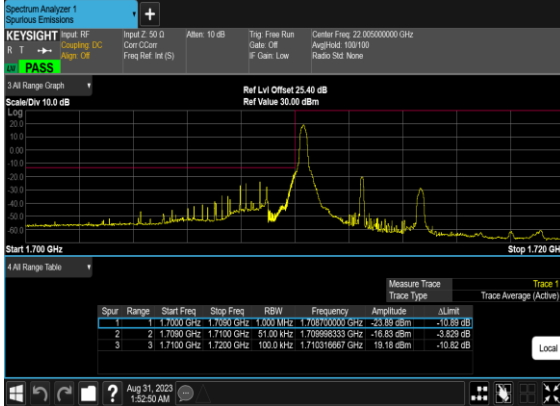 Spectrum Analyzer 1
Spurious Emissions
+
KEYSIGHT Input: RF Input Z: 50 Ω Atten: 10 dB Trig: Free Run Center Freq: 22.005000000 GHz
R T Coupling: DC Corr CCorr Gate: Off Avg|Hold: 100/100
Align: Off Freq Ref: Int (S) IF Gain: Low Radio Std: None
PASS
3 All Range Graph
Ref Lvl Offset 25.40 dB
Scale/Div 10.0 dB Ref Value 30.00 dBm
Log
20.0
10.0
0.00
-10.0
-20.0
-30.0
-40.0
-50.0
-60.0
Start 1.700 GHz Stop 1.720 GH
4 All Range Table
Measure Trace Trace 1
Trace Type Trace Average (Active)
Spur Range Start Freq Stop Freq RBW Frequency Amplitude ΔLimit
1 1 1.7000 GHz 1.7090 GHz 1.000 MHz 1.708700000 GHz -23.89 dBm -10.89 dB
2 2 1.7090 GHz 1.7100 GHz 51.00 kHz 1.709998333 GHz -16.83 dBm -3.829 dB
3 3 1.7100 GHz 1.7200 GHz 100.0 kHz 1.710316667 GHz 19.18 dBm -10.82 dB
Local
? Aug 31, 2023
1:52:50 AM